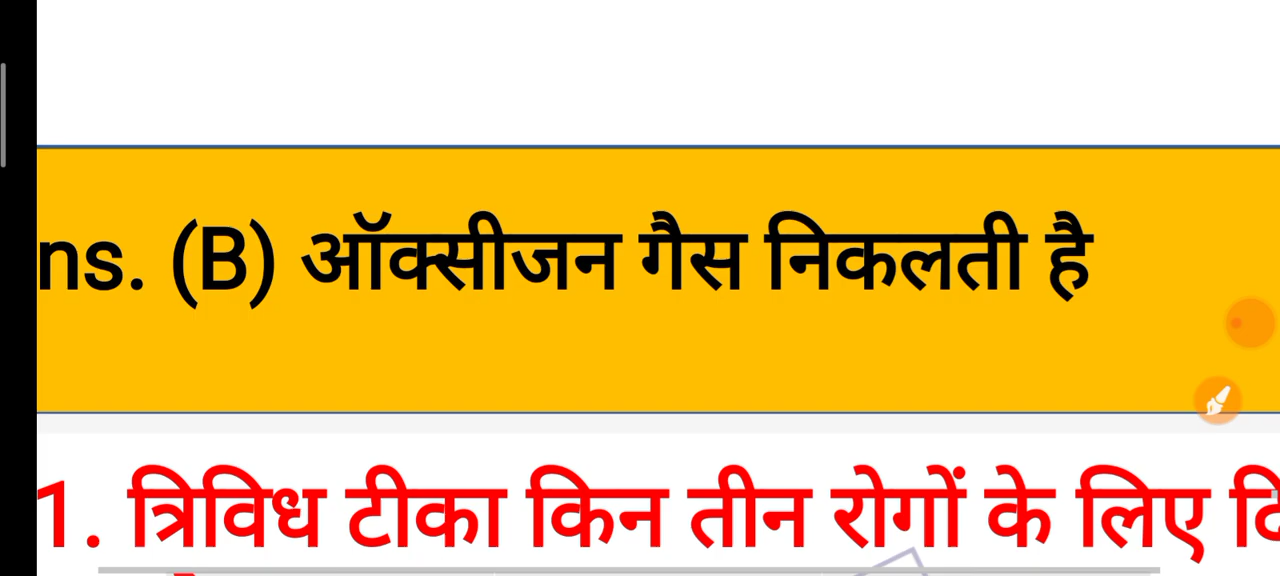 ns. (B) ऑक्सीजन गैस निकलती है
1. त्रिविध टीका किन तीन रोगों के लिए